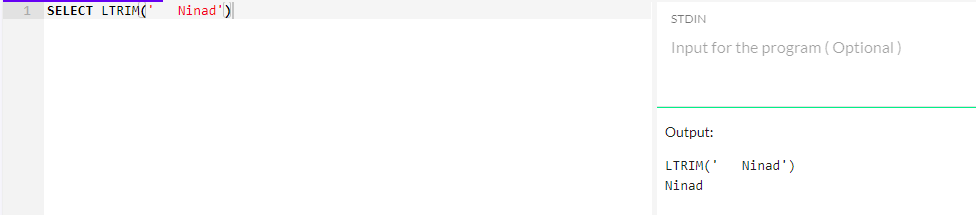 1 SELECT LTRIM('   Ninad')
STDIN
Input for the program ( Optional )
Output:
LTRIM('   Ninad')
Ninad